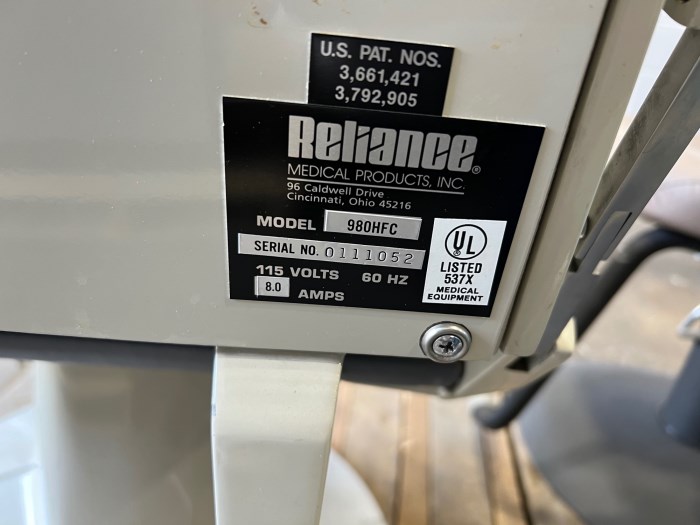 U.S. PAT. NOS.
3,661,421
3,792,905
Reliance®
MEDICAL PRODUCTS, INC.
96 Caldwell Drive
Cincinnati, Ohio 45216
MODEL 980HFC
SERIAL NO. 0111052
115 VOLTS 60 HZ
8.0 AMPS
UL
LISTED
537X
MEDICAL
EQUIPMENT